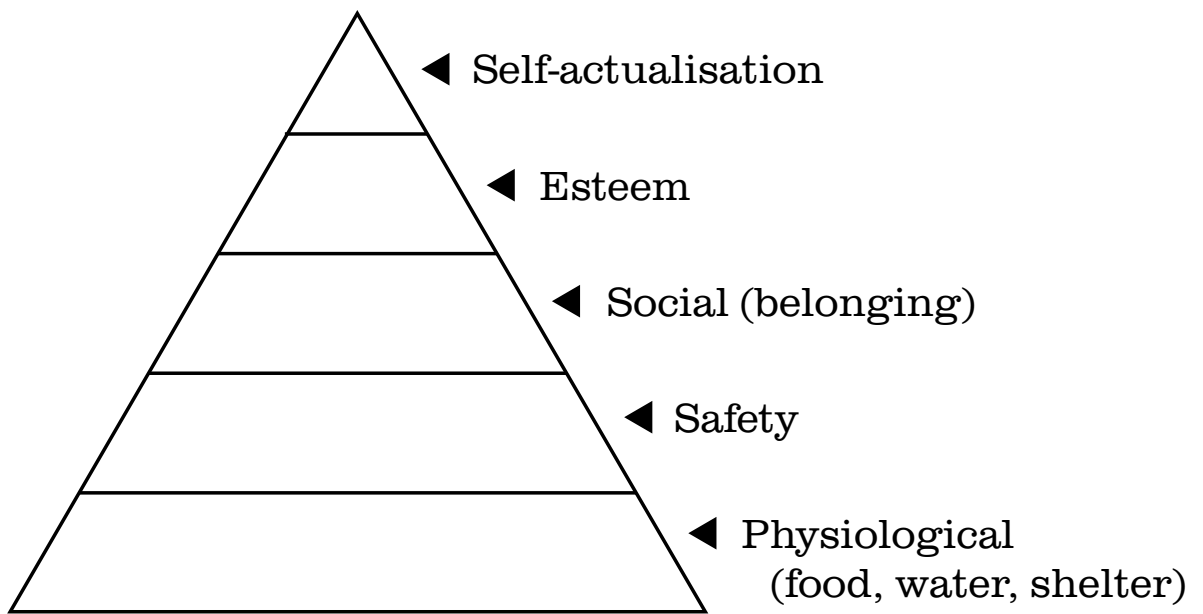 Self-actualisation
Esteem
Social (belonging)
Safety
Physiological
(food, water, shelter)